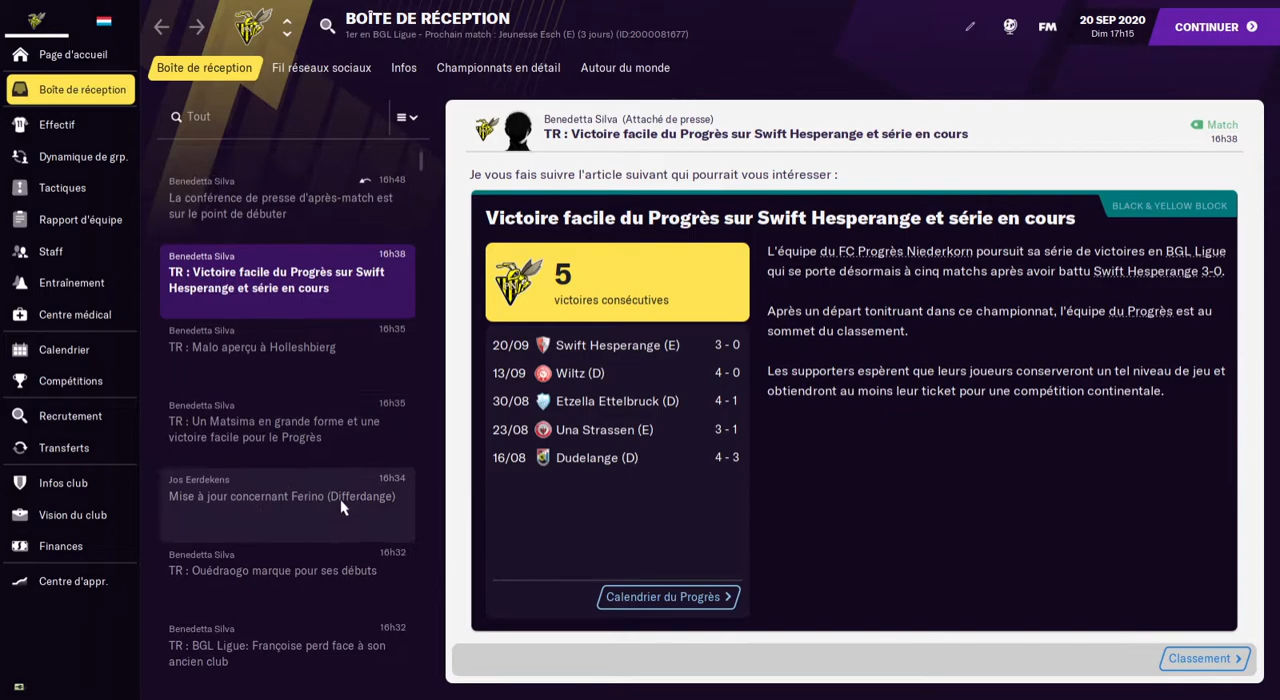 BOÎTE DE RÉCEPTION
1er en BGL Ligue - Prochain match : Jeunesse Esch (E) (3 jours) (ID:2000081677)
FM
20 SEP 2020
Dim 17h15
CONTINUER
Page d'accueil
Boîte de réception
Effectif
Dynamique de grp.
Tactiques
Rapport d'équipe
Staff
Entraînement
Centre médical
Calendrier
Compétitions
Recrutement
Transferts
Infos club
Vision du club
Finances
Centre d'appr.
Boîte de réception
Fil réseaux sociaux
Infos
Championnats en détail
Autour du monde
Tout
Benedetta Silva 16h48
La conférence de presse d'après-match est
sur le point de débuter
Benedetta Silva 16h38
TR : Victoire facile du Progrès sur Swift
Hesperange et série en cours
Benedetta Silva 16h35
TR : Malo aperçu à Holleshbierg
Benedetta Silva 16h35
TR : Un Matsima en grande forme et une
victoire facile pour le Progrès
Jos Eerdekens 16h34
Mise à jour concernant Ferino (Differdange)
Benedetta Silva 16h32
TR : Ouédraogo marque pour ses débuts
Benedetta Silva 16h32
TR : BGL Ligue: Françoise perd face à son
ancien club
Benedetta Silva (Attaché de presse)
TR : Victoire facile du Progrès sur Swift Hesperange et série en cours
Match
16h38
Je vous fais suivre l'article suivant qui pourrait vous intéresser :
BLACK & YELLOW BLOCK
Victoire facile du Progrès sur Swift Hesperange et série en cours
5
victoires consécutives
20/09 Swift Hesperange (E) 3 - 0
13/09 Wiltz (D) 4 - 0
30/08 Etzella Ettelbruck (D) 4 - 1
23/08 Una Strassen (E) 3 - 1
16/08 Dudelange (D) 4 - 3
Calendrier du Progrès
L'équipe du FC Progrès Niederkorn poursuit sa série de victoires en BGL Ligue
qui se porte désormais à cinq matchs après avoir battu Swift Hesperange 3-0.
Après un départ tonitruant dans ce championnat, l'équipe du Progrès est au
sommet du classement.
Les supporters espèrent que leurs joueurs conserveront un tel niveau de jeu et
obtiendront au moins leur ticket pour une compétition continentale.
Classement